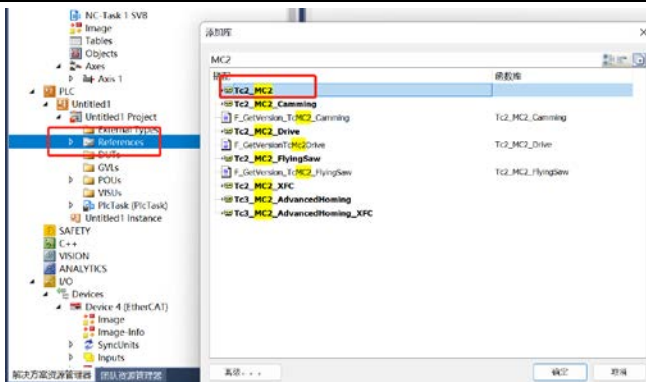 NC-Task 1 SVB
Image
Tables
Objects
Axes
Axis 1
PLC
Untitled1
Untitled1 Project
External Types
References
DUTs
GVLs
POUs
VISUs
PlcTask (PlcTask)
Untitled1 Instance
SAFETY
C++
VISION
ANALYTICS
I/O
Devices
Device 4 (EtherCAT)
Image
Image-Info
SyncUnits
Inputs
解决方案资源管理器 团队资源管理器
添加库
MC2
函数库
Tc2_MC2
Tc2_MC2_Camming
F_GetVersion_TcMC2_Camming Tc2_MC2_Camming
Tc2_MC2_Drive
F_GetVersionTcMc2Drive Tc2_MC2_Drive
Tc2_MC2_FlyingSaw
F_GetVersion_TcMC2_FlyingSaw Tc2_MC2_FlyingSaw
Tc2_MC2_XFC
Tc3_MC2_AdvancedHoming
Tc3_MC2_AdvancedHoming_XFC
高级...
确定 取消